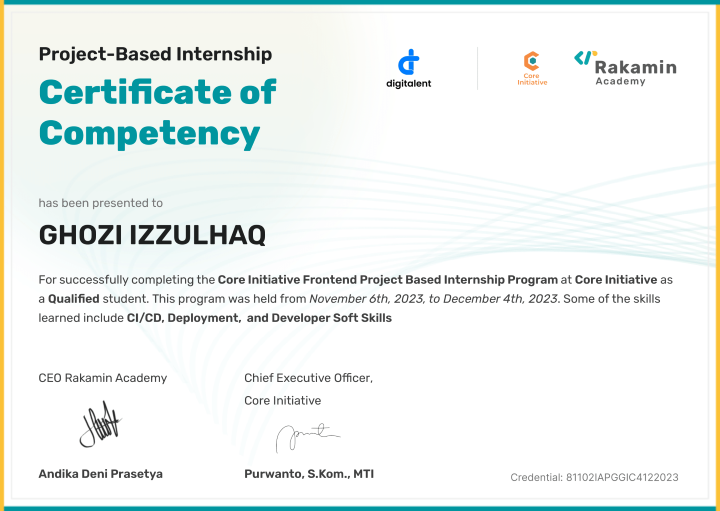 Project-Based Internship
Certificate of
Competency
digitalent
Core
Initiative
Rakamin
Academy
has been presented to
GHOZI IZZULHAQ
For successfully completing the Core Initiative Frontend Project Based Internship Program at Core Initiative as
a Qualified student. This program was held from November 6th, 2023, to December 4th, 2023. Some of the skills
learned include CI/CD, Deployment, and Developer Soft Skills
CEO Rakamin Academy
Chief Executive Officer,
Core Initiative
Andika Deni Prasetya
Purwanto, S.Kom., MTI
Credential: 81102IAPGGIC4122023